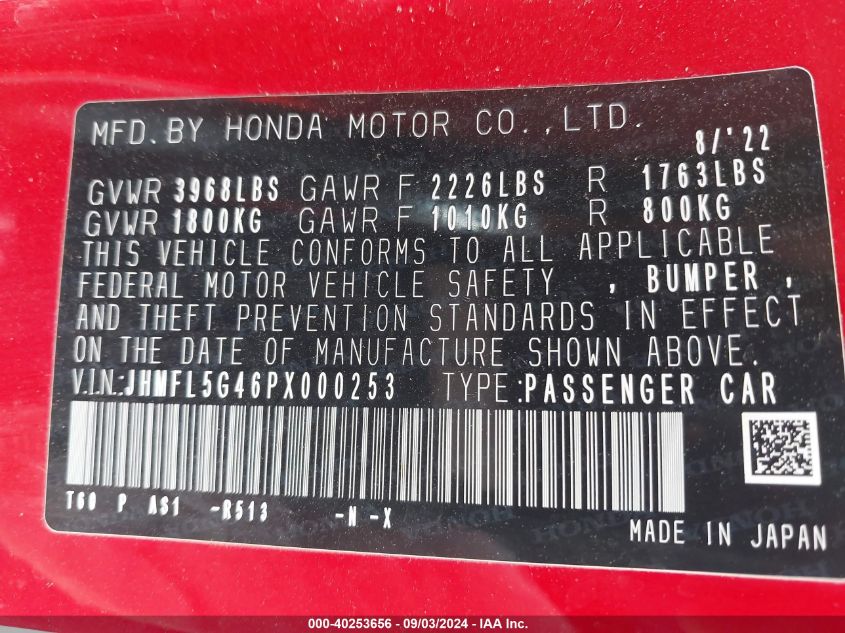 MFD. BY HONDA MOTOR CO., LTD. 8/'22
GVWR 3968LBS GAWR F 2226LBS R 1763LBS
GVWR 1800KG GAWR F 1010KG R 800KG
THIS VEHICLE CONFORMS TO ALL APPLICABLE
FEDERAL MOTOR VEHICLE SAFETY , BUMPER ,
AND THEFT PREVENTION STANDARDS IN EFFECT
ON THE DATE OF MANUFACTURE SHOWN ABOVE.
V.I.N.:JHMFL5G46PX000253 TYPE:PASSENGER CAR
T60 P AS1 -R513 -N -X
MADE IN JAPAN
000-40253656 - 09/03/2024 - IAA Inc.